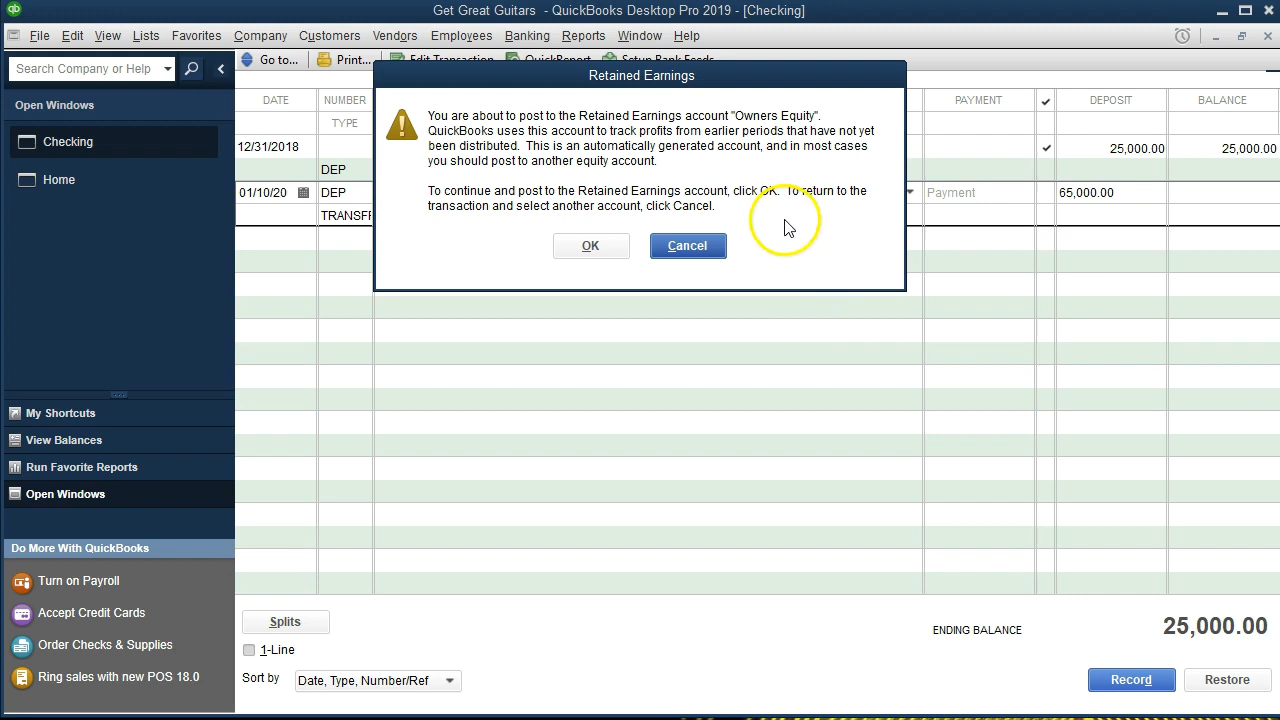 Get Great Guitars - QuickBooks Desktop Pro 2019 - [Checking]
File Edit View Lists Favorites Company Customers Vendors Employees Banking Reports Window Help
Search Company or Help
Go to... Print... Edit Transaction QuickReport Setup Bank Feeds
Open Windows
Checking
Home
My Shortcuts
View Balances
Run Favorite Reports
Open Windows
Do More With QuickBooks
Turn on Payroll
Accept Credit Cards
Order Checks & Supplies
Ring sales with new POS 18.0
DATE NUMBER PAYMENT ✓ DEPOSIT BALANCE
TYPE
12/31/2018 ✓ 25,000.00 25,000.00
DEP
01/10/20 DEP Payment 65,000.00
TRANSF
Retained Earnings
You are about to post to the Retained Earnings account "Owners Equity".
QuickBooks uses this account to track profits from earlier periods that have not yet
been distributed. This is an automatically generated account, and in most cases
you should post to another equity account.
To continue and post to the Retained Earnings account, click OK. To return to the
transaction and select another account, click Cancel.
OK Cancel
Splits
1-Line
Sort by Date, Type, Number/Ref
ENDING BALANCE 25,000.00
Record Restore